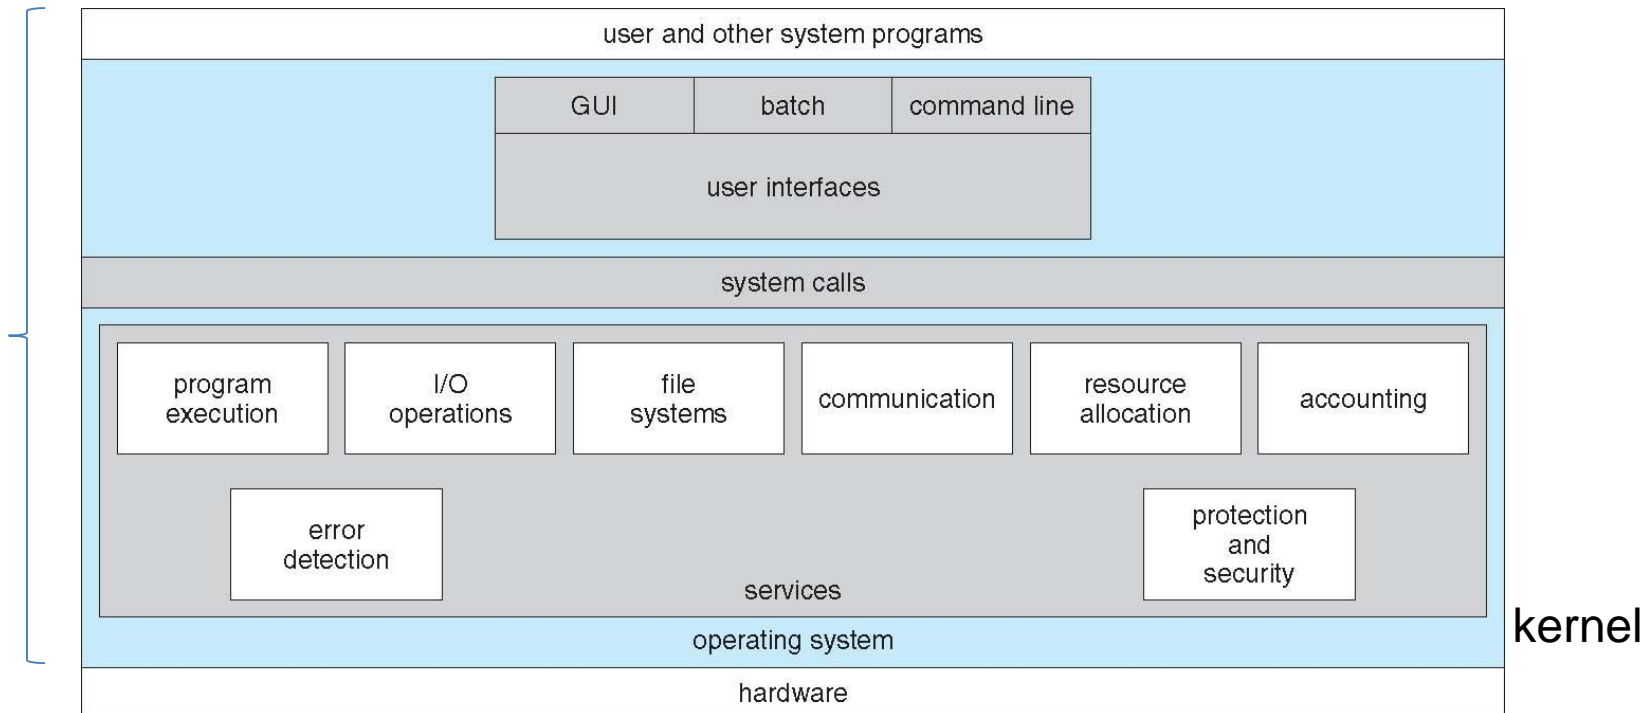 user and other system programs
GUI
batch
command line
user interfaces
system calls
program
execution
I/O
operations
file
systems
communication
resource
allocation
accounting
error
detection
protection
and
security
services
operating system
kernel
hardware